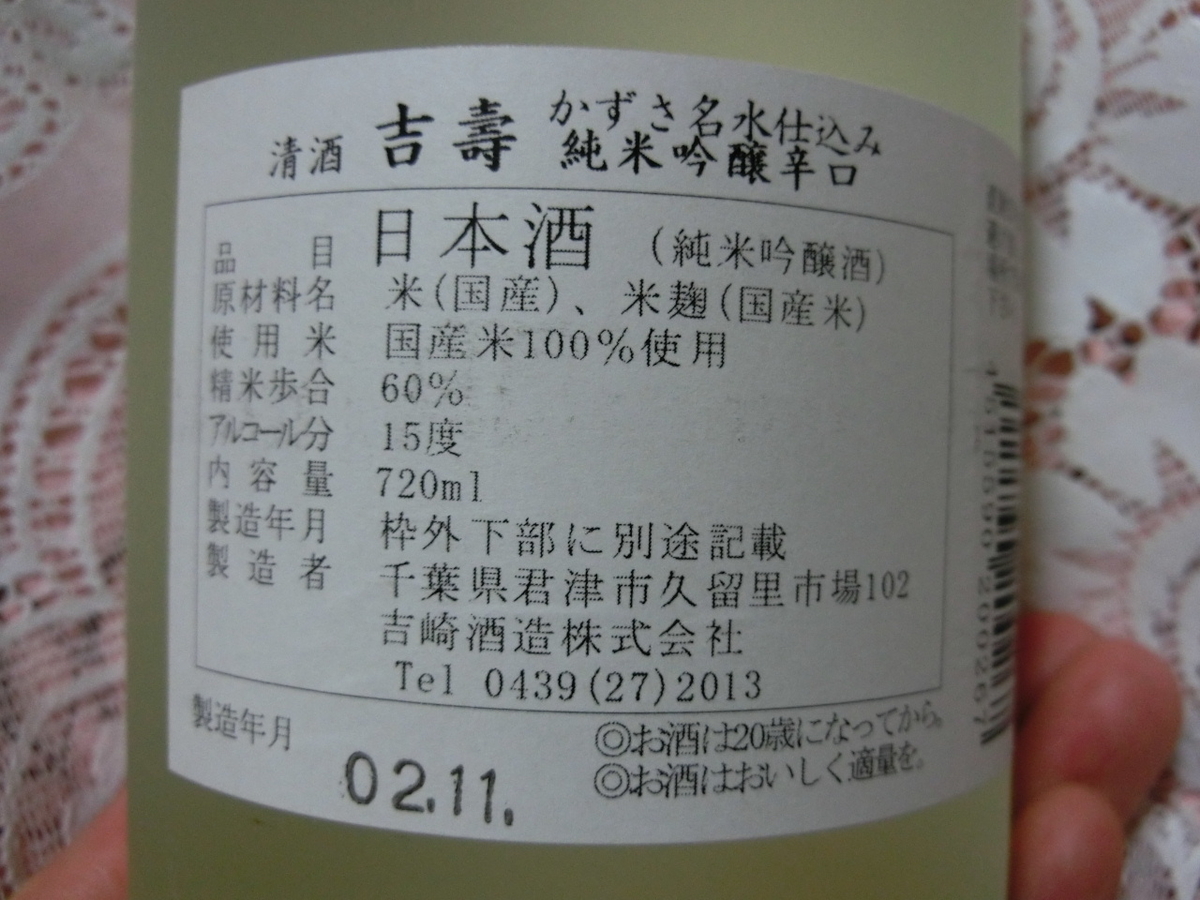 清酒 吉壽 かずさ名水仕込み
純米吟醸辛口
品目 日本酒 (純米吟醸酒)
原材料名 米(国産)、米麹(国産米)
使用米 国産米100%使用
精米歩合 60%
アルコール分 15度
内容量 720ml
製造年月 枠外下部に別途記載
製造者 千葉県君津市久留里市場102
吉崎酒造株式会社
Tel 0439(27)2013
製造年月 02.11.
◎お酒は20歳になってから。
◎お酒はおいしく適量を。